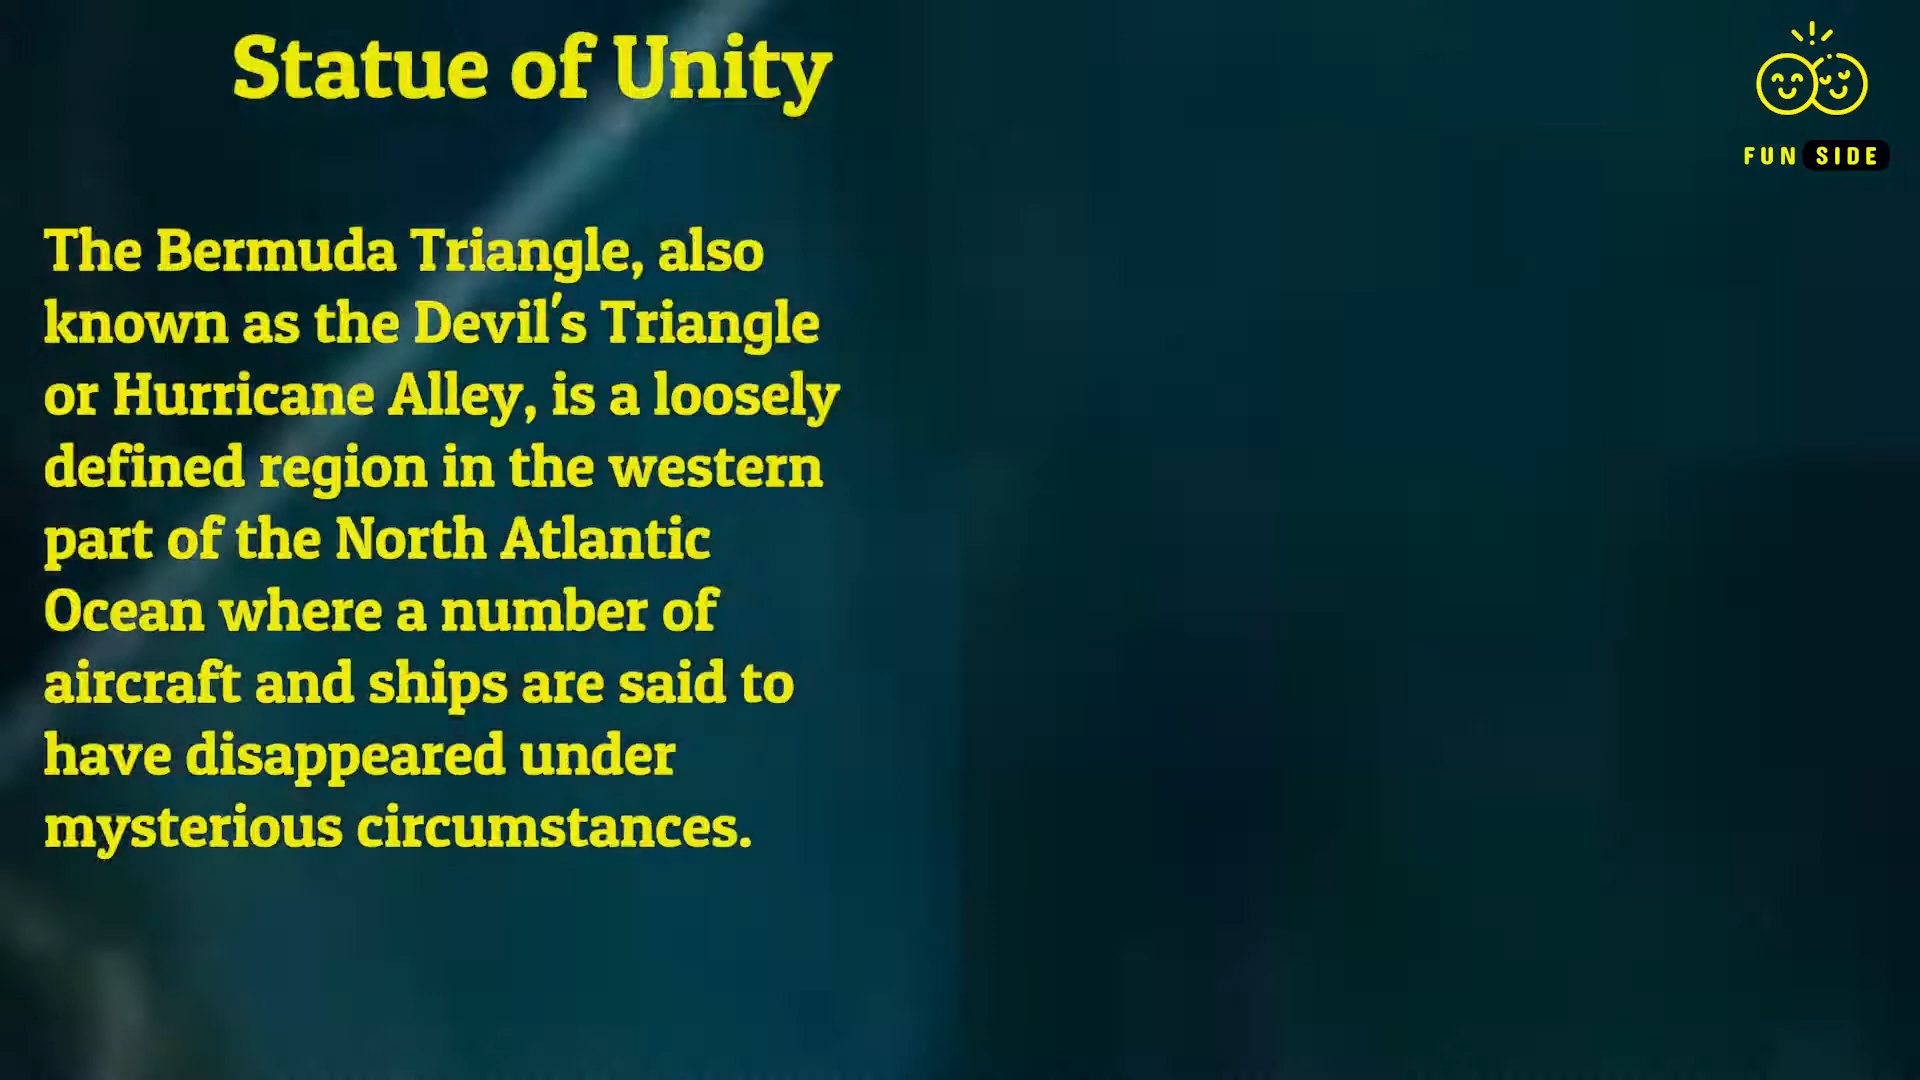 Statue of Unity
FUN SIDE
The Bermuda Triangle, also
known as the Devil's Triangle
or Hurricane Alley, is a loosely
defined region in the western
part of the North Atlantic
Ocean where a number of
aircraft and ships are said to
have disappeared under
mysterious circumstances.